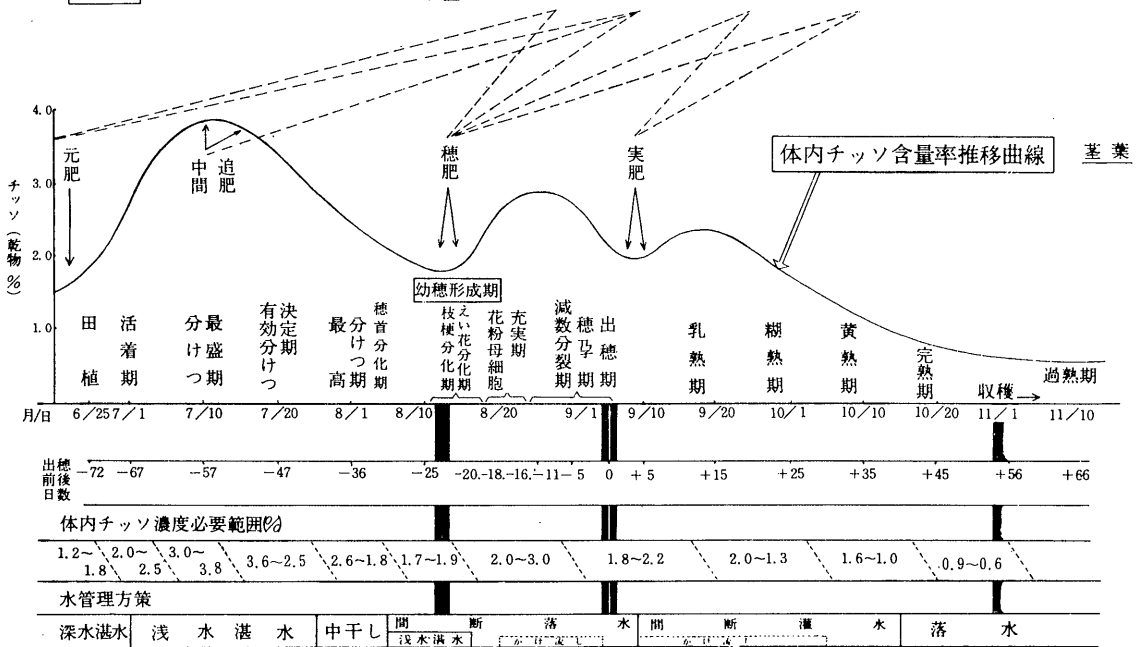 4.0
3.0
2.0
1.0
チッソ(乾物%)
元肥
中間追肥
穂肥
実肥
体内チッソ含量率推移曲線
茎葉
幼穂形成期
田植
活着期
最盛期分けつ
決定期有効分けつ
分けつ期最高
穂首分化期
枝梗分化期
えい花分化期
花粉母細胞
充実期
減数分裂期
穂孕期
出穂期
乳熟期
糊熟期
黄熟期
完熟期
収穫
過熟期
月/日 6/25 7/1 7/10 7/20 8/1 8/10 8/20 9/1 9/10 9/20 10/1 10/10 10/20 11/1 11/10
出穂前後日数 -72 -67 -57 -47 -36 -25 -20 -18 -16 -11 -5 0 +5 +15 +25 +35 +45 +56 +66
体内チッソ濃度必要範囲(%)
1.2~1.8 2.0~2.5 3.0~3.8 3.6~2.5 2.6~1.8 1.7~1.9 2.0~3.0 1.8~2.2 2.0~1.3 1.6~1.0 0.9~0.6
水管理方策
深水湛水 浅水湛水 中干し 間断落水 間断灌水 落水
浅水湛水 かけ流し かけ流し